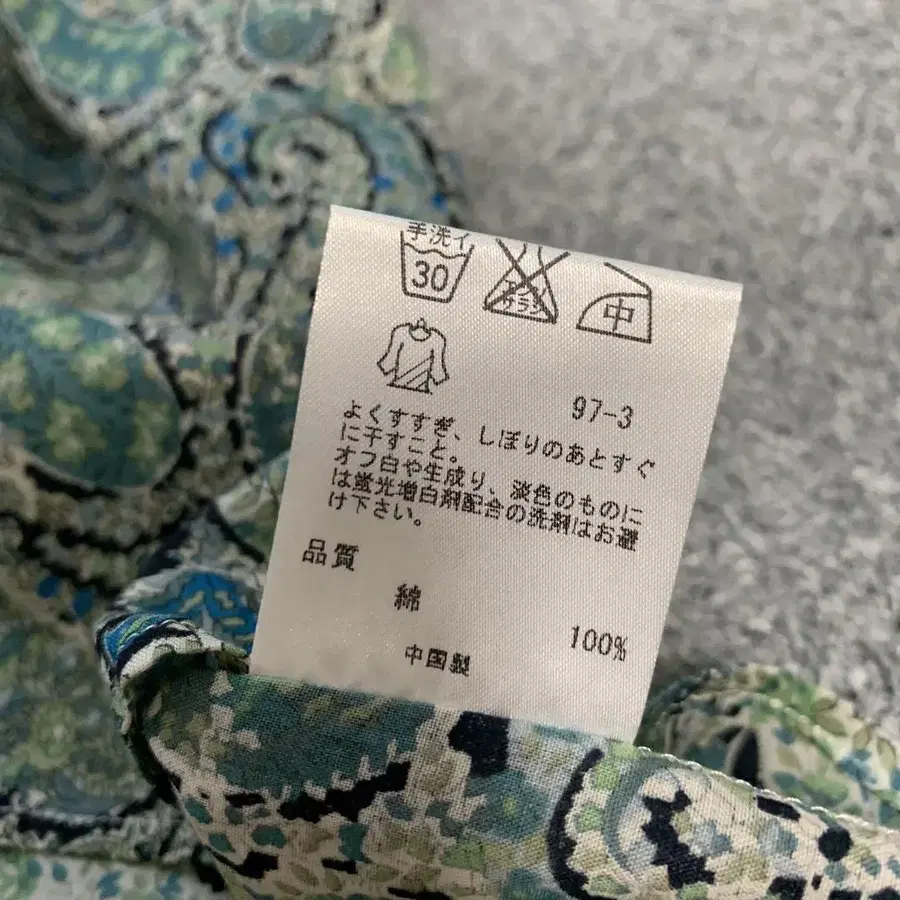 手洗イ
30
中
97-3
よくすすぎ、しぼりのあとすぐ
に干すこと。
オフ白や生成り、淡色のものに
は蛍光増白剤配合の洗剤はお避
け下さい。
品質
綿
100%
中国製